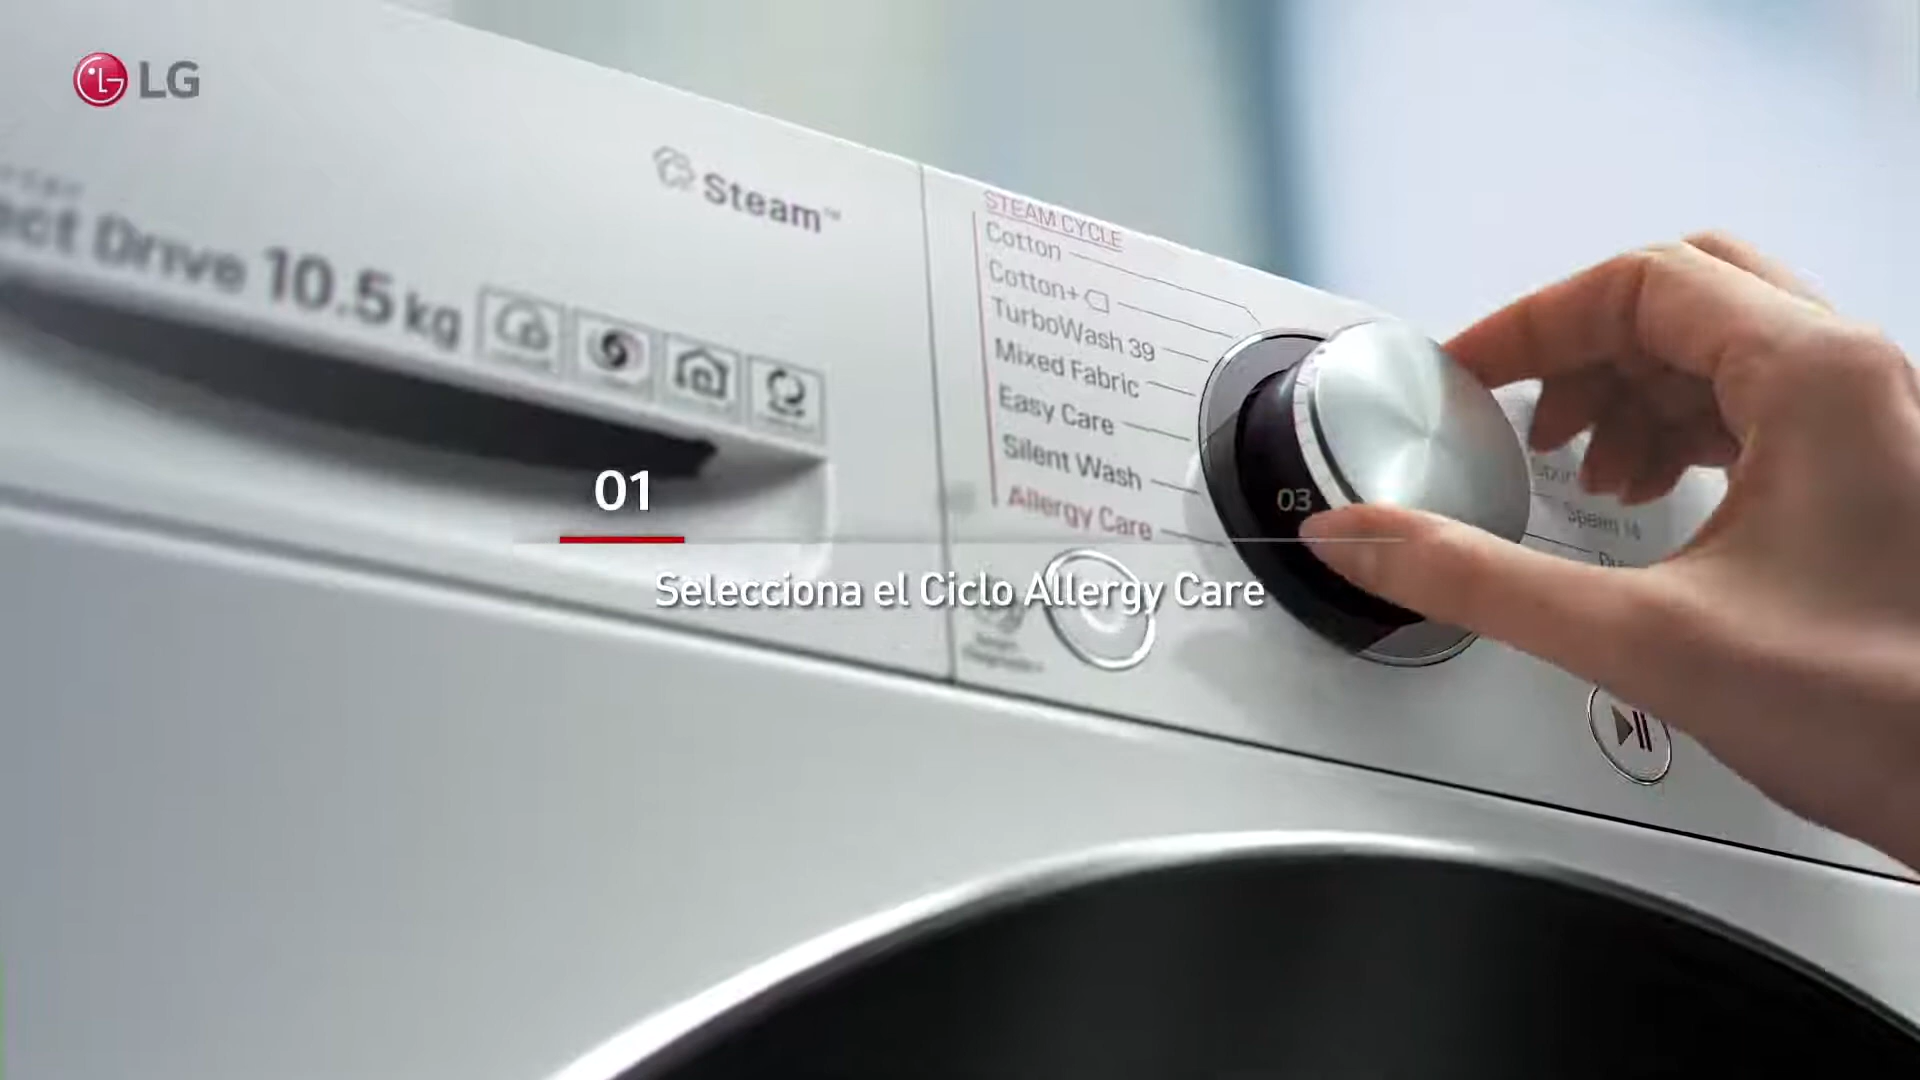 LG
Steam™
Drive 10.5 kg
STEAM CYCLE
Cotton
Cotton+
TurboWash 39
Mixed Fabric
Easy Care
Silent Wash
Allergy Care
01
03
Selecciona el Ciclo Allergy Care